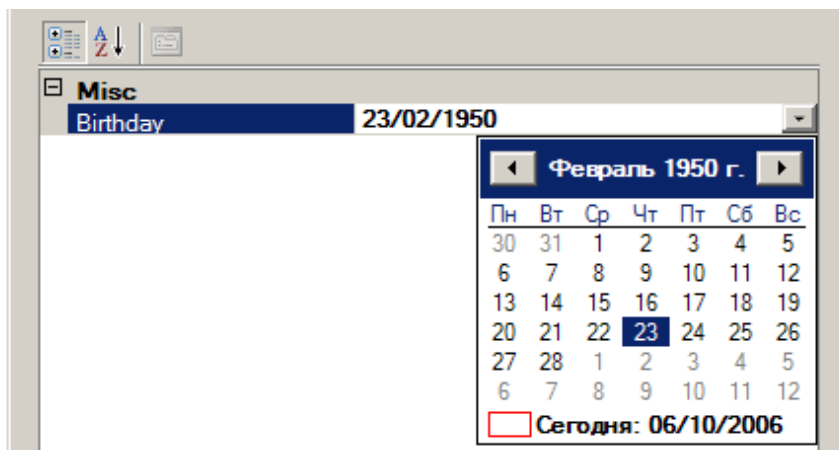 A
Z
Misc
Birthday 23/02/1950
Февраль 1950 г.
Пн Вт Ср Чт Пт Сб Вс
30 31 1 2 3 4 5
6 7 8 9 10 11 12
13 14 15 16 17 18 19
20 21 22 23 24 25 26
27 28 1 2 3 4 5
6 7 8 9 10 11 12
Сегодня: 06/10/2006